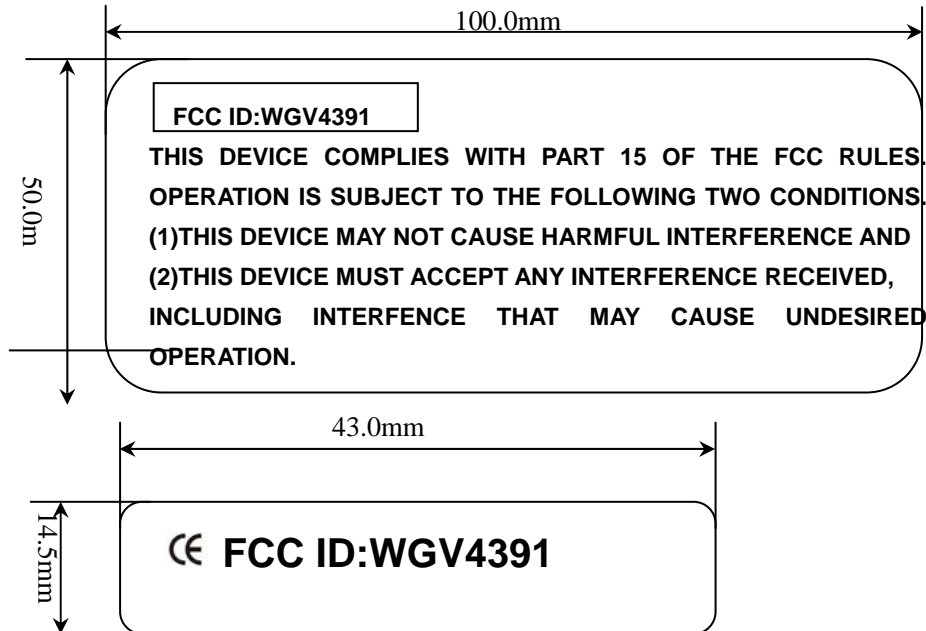 100.0mm
50.0m
FCC ID:WGV4391
THIS DEVICE COMPLIES WITH PART 15 OF THE FCC RULES.
OPERATION IS SUBJECT TO THE FOLLOWING TWO CONDITIONS.
(1)THIS DEVICE MAY NOT CAUSE HARMFUL INTERFERENCE AND
(2)THIS DEVICE MUST ACCEPT ANY INTERFERENCE RECEIVED,
INCLUDING INTERFENCE THAT MAY CAUSE UNDESIRED
OPERATION.
43.0mm
14.5mm
CE FCC ID:WGV4391